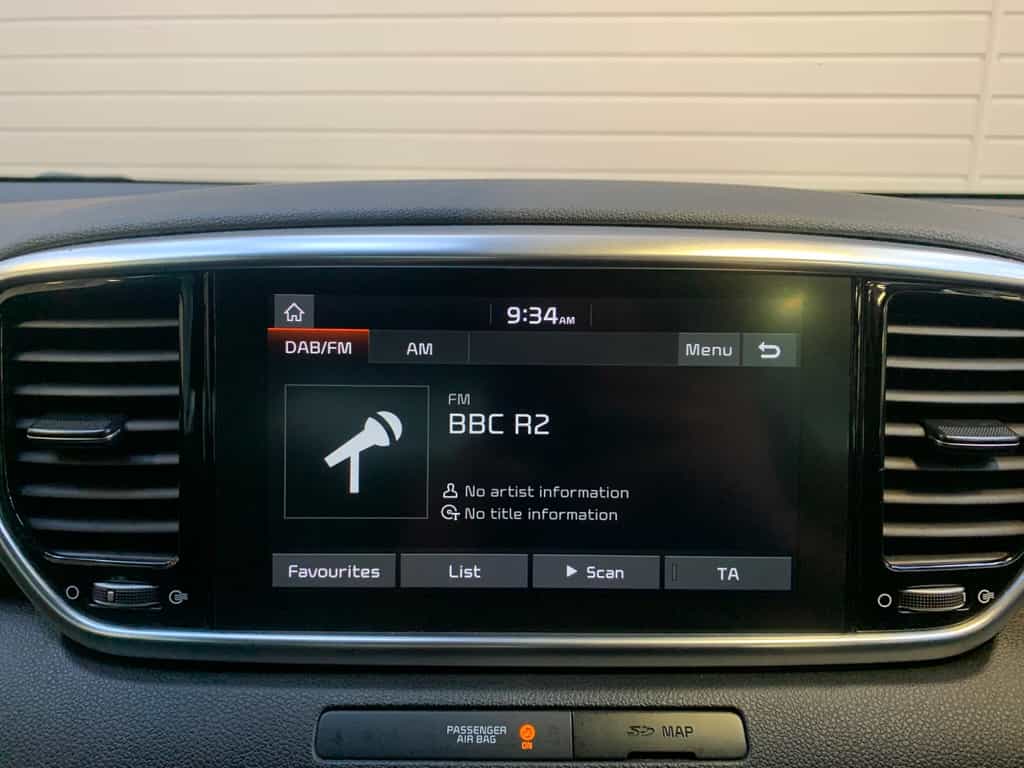 9:34AM
DAB/FM AM Menu
FM
BBC R2
No artist information
No title information
Favourites List Scan TA
PASSENGER
AIR BAG
ON
SD MAP